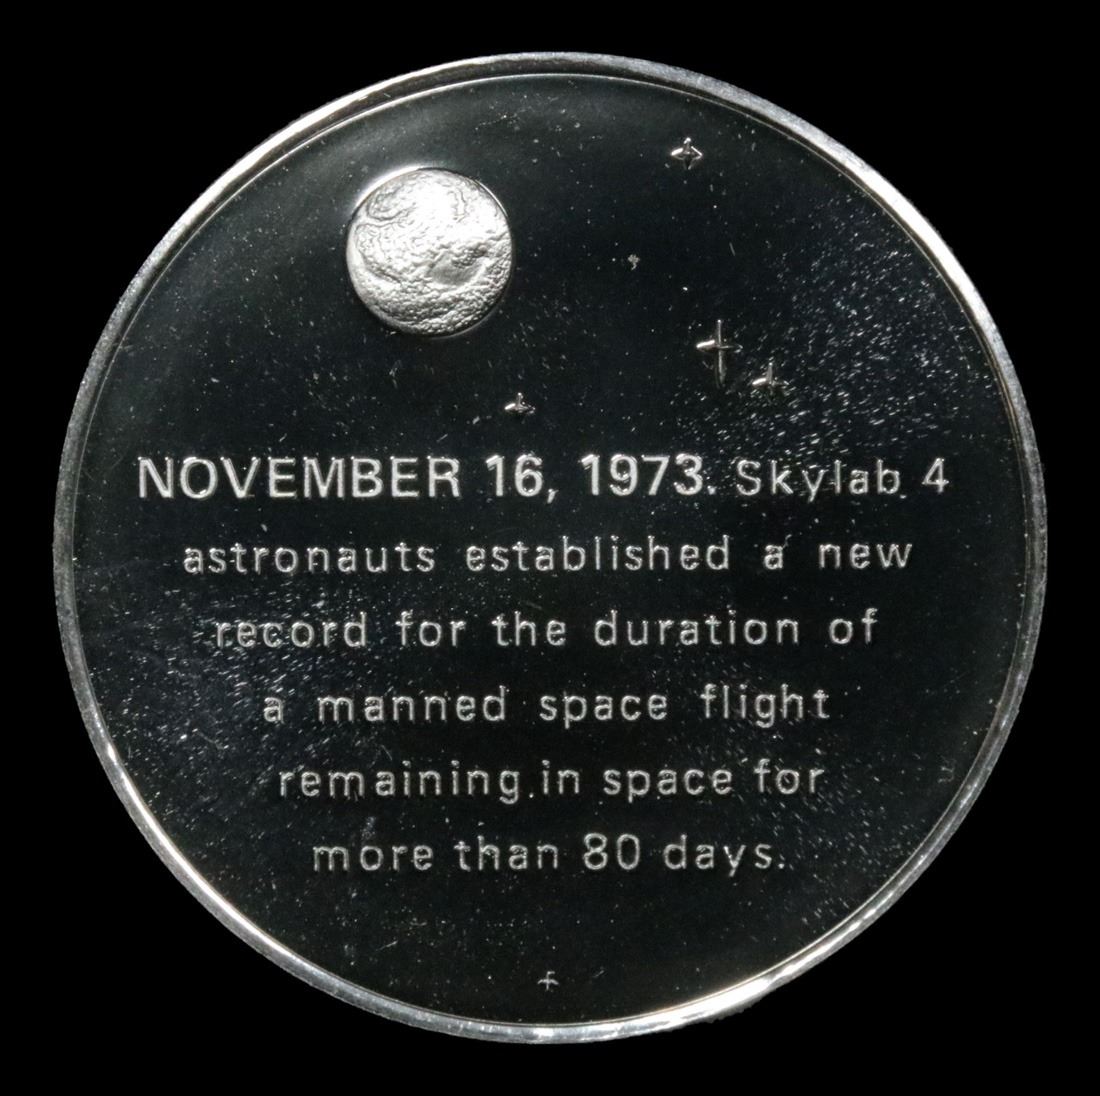 NOVEMBER 16, 1973. Skylab 4
astronauts established a new
record for the duration of
a manned space flight
remaining in space for
more than 80 days.